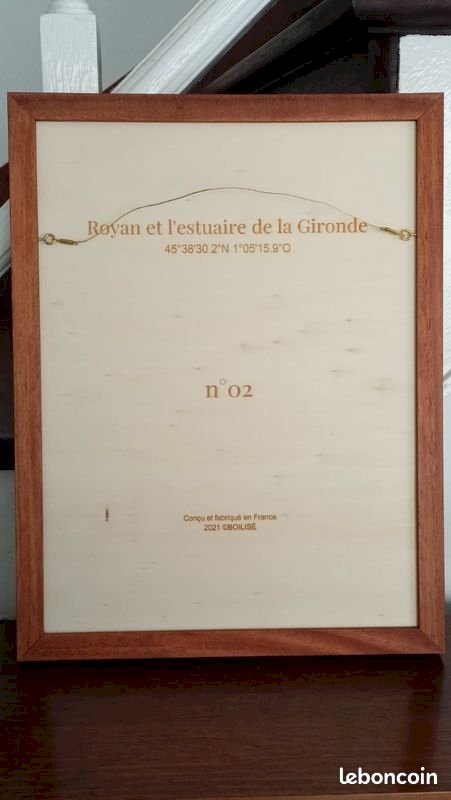 Royan et l'estuaire de la Gironde
45°38'30.2"N 1°05'15.9"O
n°02
Conçu et fabriqué en France
2021 ©BOILISÉ
leboncoin